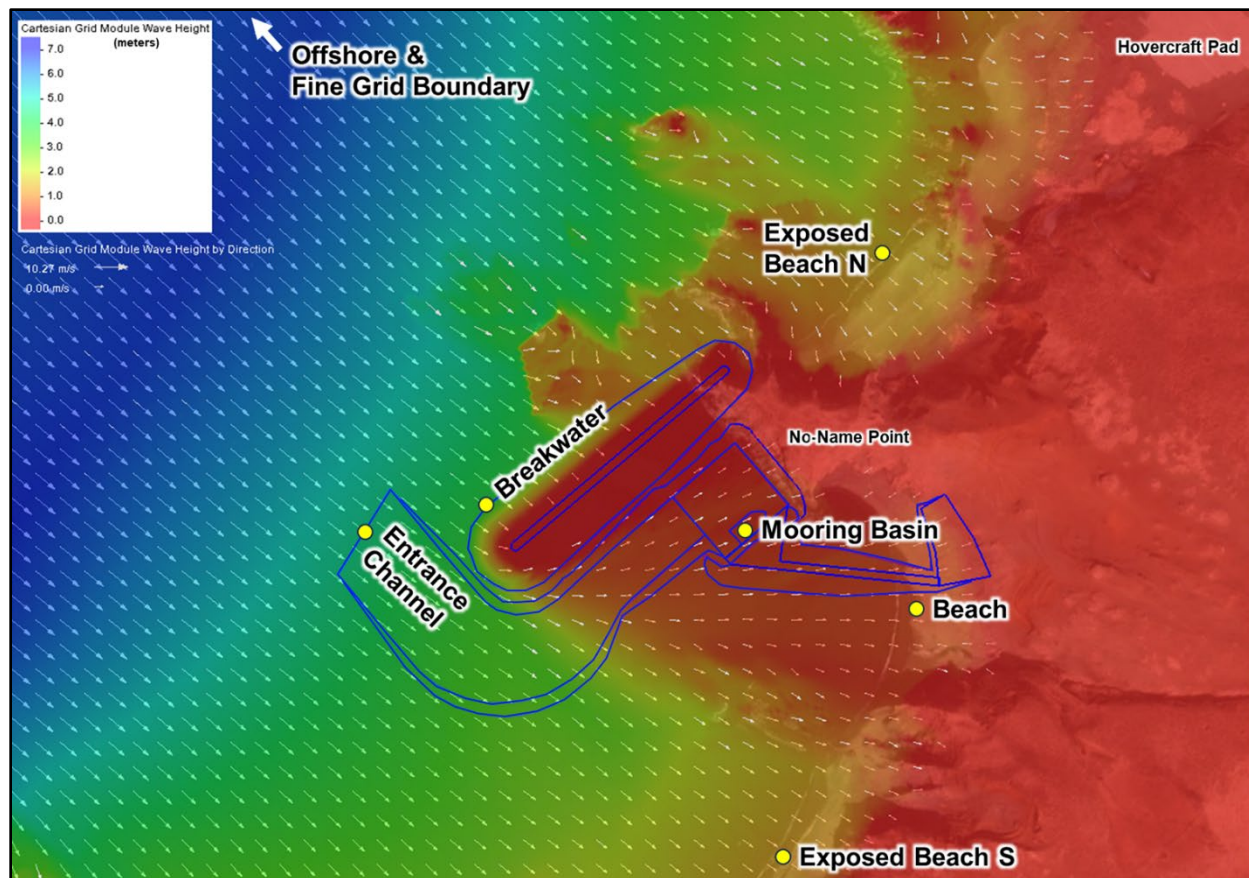 Cartesian Grid Module Wave Height
(meters)
7.0
6.0
5.0
4.0
3.0
2.0
1.0
0.0
Cartesian Grid Module Wave Height by Direction
10.27 m/s
0.00 m/s
Offshore &
Fine Grid Boundary
Hovercraft Pad
Exposed
Beach N
Breakwater
No-Name Point
Entrance
Channel
Mooring Basin
Beach
Exposed Beach S